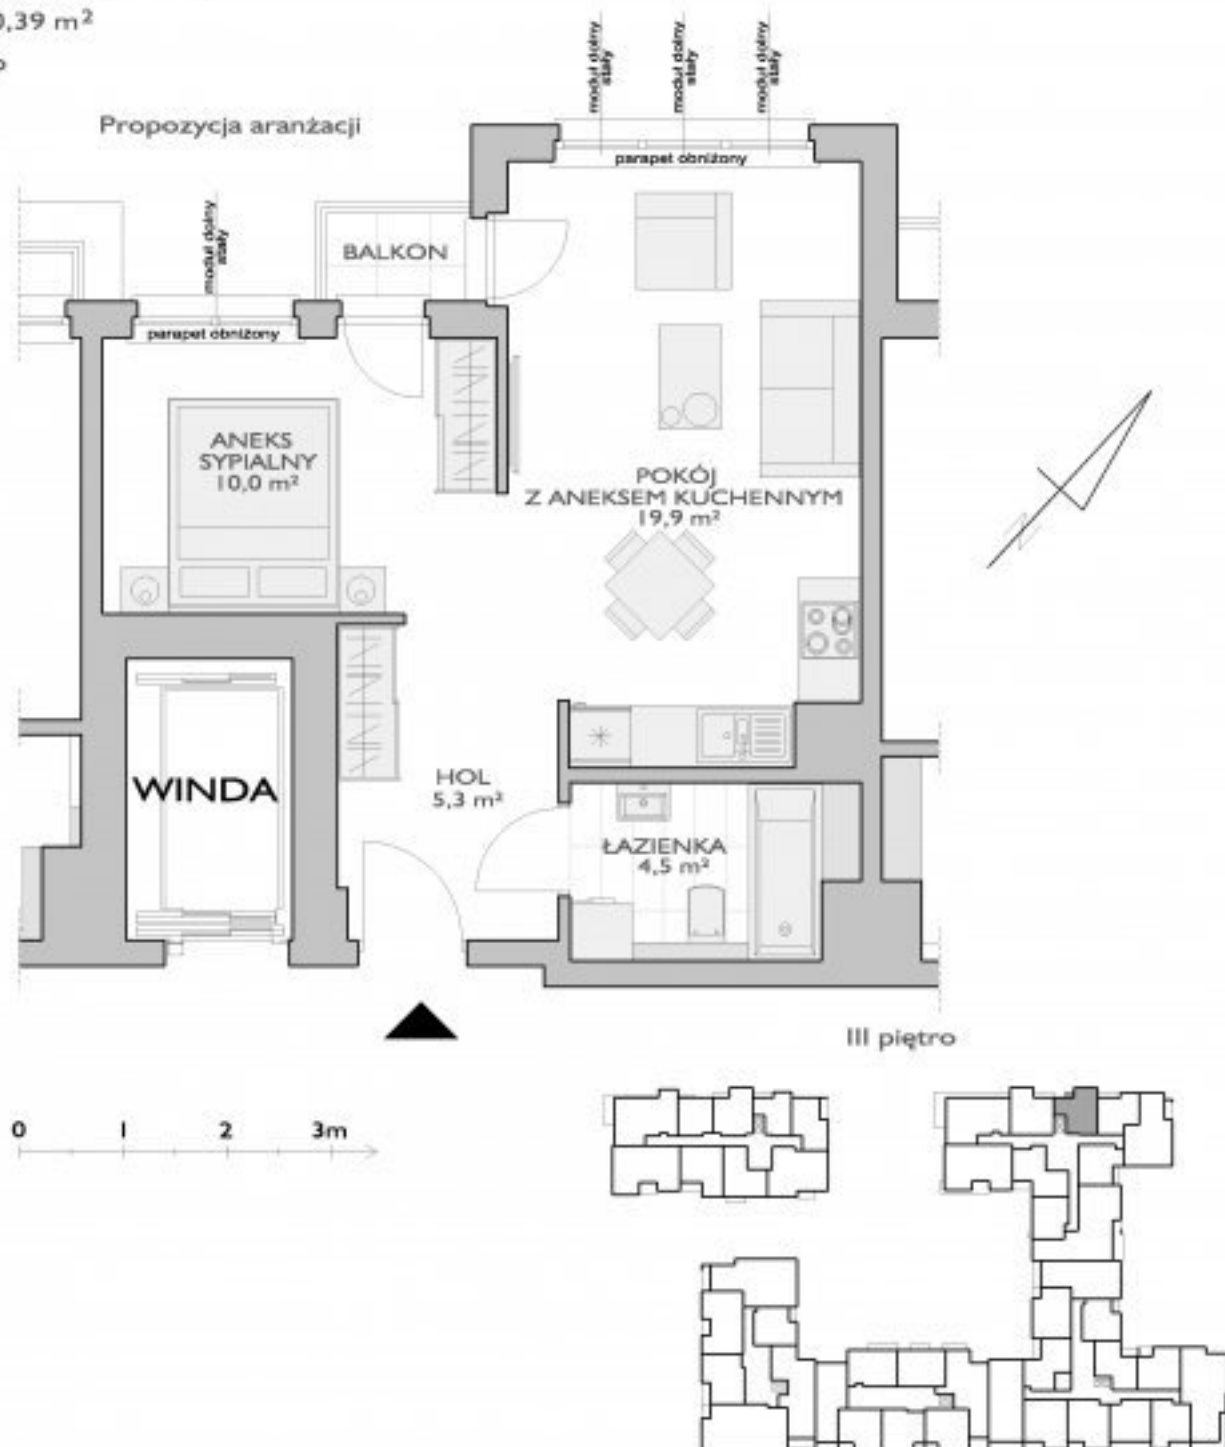 0,39 m²
Propozycja aranżacji
moduł dolny
stały
moduł dolny
stały
moduł dolny
stały
parapet obniżony
moduł dolny
stały
BALKON
parapet obniżony
ANEKS
SYPIALNY
10,0 m²
POKÓJ
Z ANEKSEM KUCHENNYM
19,9 m²
WINDA
HOL
5,3 m²
ŁAZIENKA
4,5 m²
III piętro
0 1 2 3m